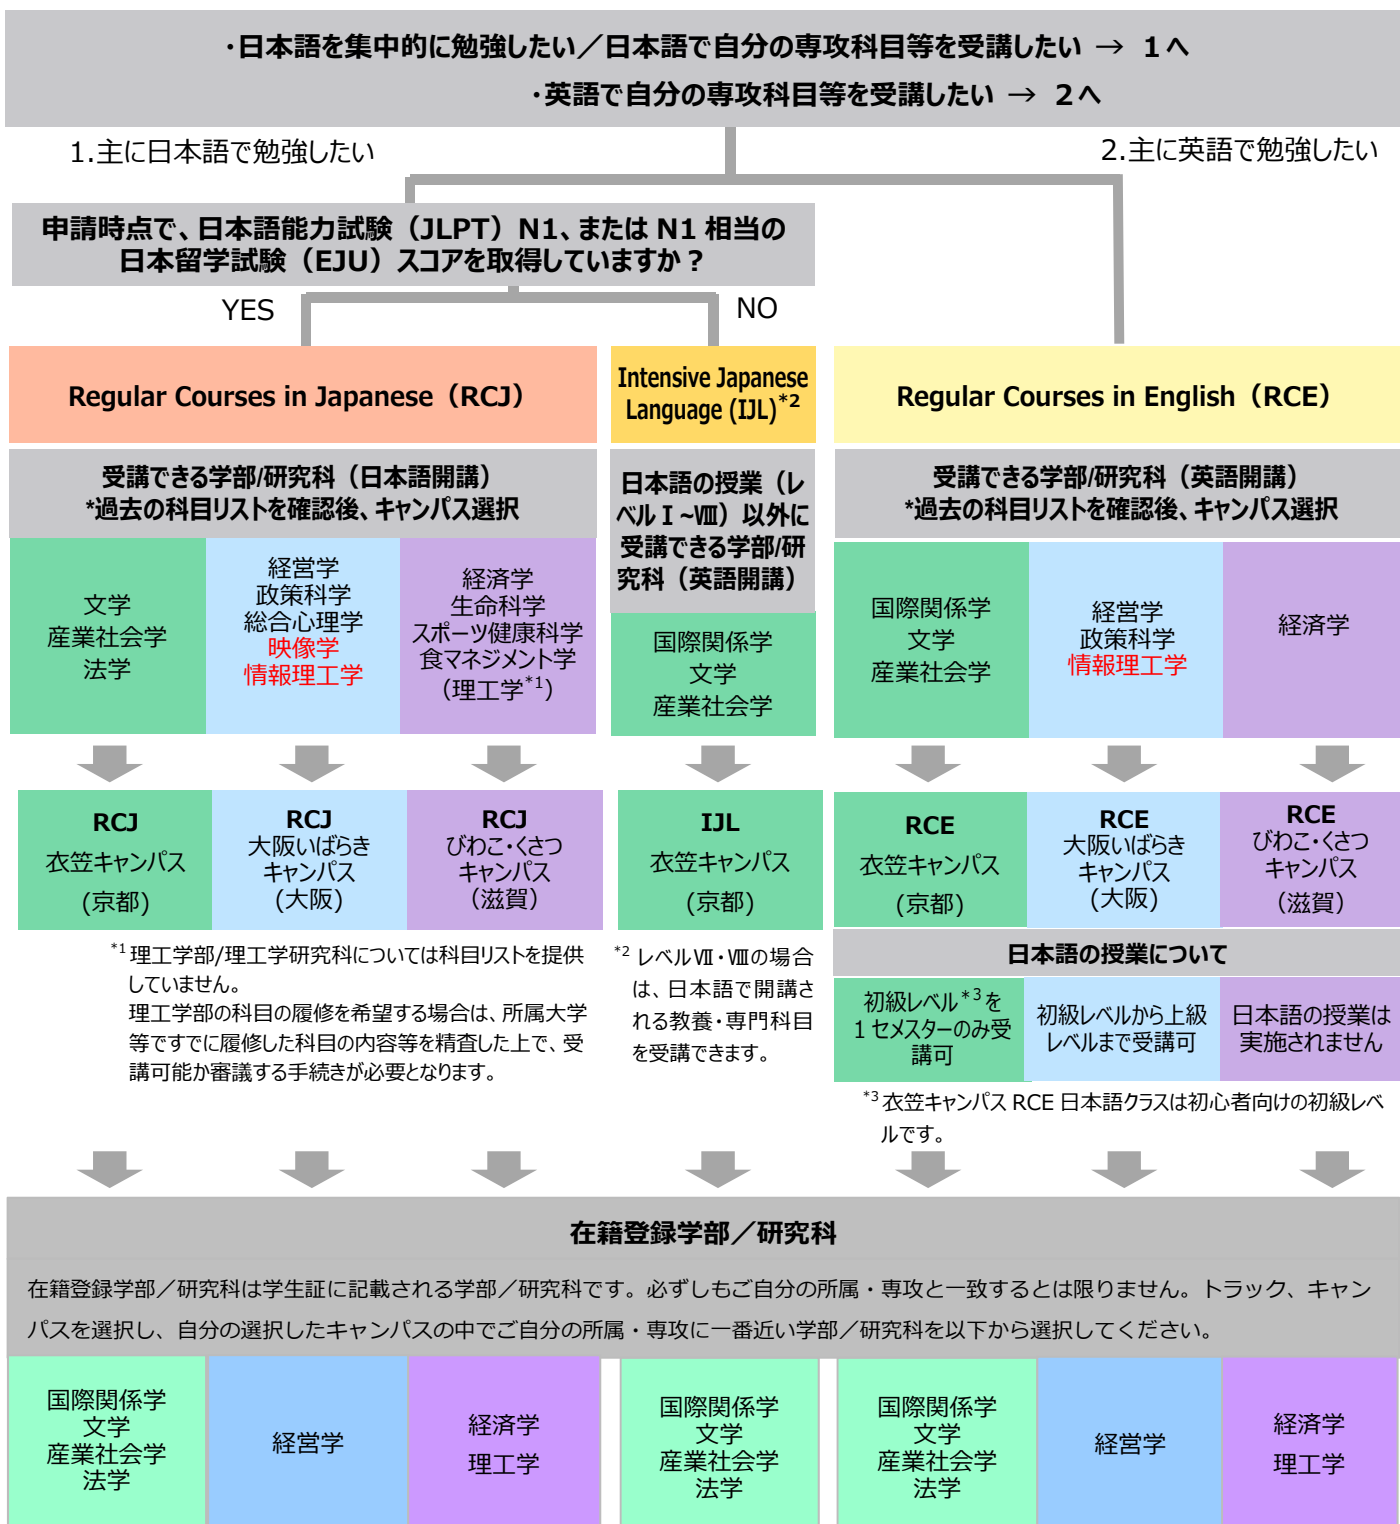 ・日本語を集中的に勉強したい／日本語で自分の専攻科目等を受講したい → 1へ
・英語で自分の専攻科目等を受講したい → 2へ
1.主に日本語で勉強したい
2.主に英語で勉強したい
申請時点で、日本語能力試験（JLPT）N1、または N1 相当の
日本留学試験（EJU）スコアを取得していますか？
YES
NO
Regular Courses in Japanese（RCJ）
Intensive Japanese
Language (IJL)*2
Regular Courses in English（RCE）
受講できる学部/研究科（日本語開講）
*過去の科目リストを確認後、キャンパス選択
日本語の授業（レ
ベルⅠ~Ⅷ）以外に
受講できる学部/研
究科（英語開講）
受講できる学部/研究科（英語開講）
*過去の科目リストを確認後、キャンパス選択
文学
産業社会学
法学
経営学
政策科学
総合心理学
映像学
情報理工学
経済学
生命科学
スポーツ健康科学
食マネジメント学
（理工学*1）
国際関係学
文学
産業社会学
国際関係学
文学
産業社会学
経営学
政策科学
情報理工学
経済学
RCJ
衣笠キャンパス
(京都)
RCJ
大阪いばらき
キャンパス
(大阪)
RCJ
びわこ・くさつ
キャンパス
（滋賀）
IJL
衣笠キャンパス
(京都)
RCE
衣笠キャンパス
(京都)
RCE
大阪いばらき
キャンパス
(大阪)
RCE
びわこ・くさつ
キャンパス
（滋賀）
*1 理工学部/理工学研究科については科目リストを提供
していません。
理工学部の科目の履修を希望する場合は、所属大学
等ですでに履修した科目の内容等を精査した上で、受
講可能か審議する手続きが必要となります。
*2 レベルⅦ・Ⅷの場合
は、日本語で開講さ
れる教養・専門科目
を受講できます。
日本語の授業について
初級レベル*3を
1 セメスターのみ受
講可
初級レベルから上級
レベルまで受講可
日本語の授業は
実施されません
*3 衣笠キャンパス RCE 日本語クラスは初心者向けの初級レベ
ルです。
在籍登録学部／研究科
在籍登録学部／研究科は学生証に記載される学部／研究科です。必ずしもご自分の所属・専攻と一致するとは限りません。トラック、キャン
パスを選択し、自分の選択したキャンパスの中でご自分の所属・専攻に一番近い学部／研究科を以下から選択してください。
国際関係学
文学
産業社会学
法学
経営学
経済学
理工学
国際関係学
文学
産業社会学
法学
国際関係学
文学
産業社会学
法学
経営学
経済学
理工学